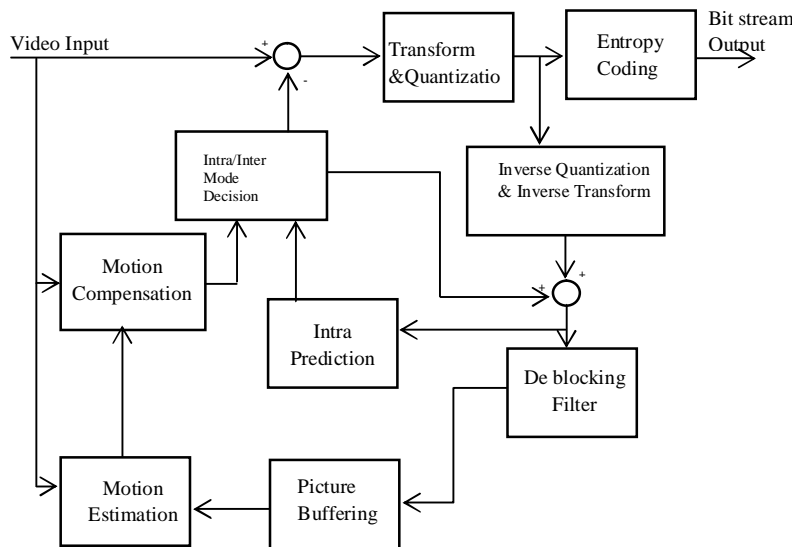 Video Input
+
-
Transform
&Quantizatio
Entropy
Coding
Bit stream
Output
Intra/Inter
Mode
Decision
Inverse Quantization
& Inverse Transform
+
+
Motion
Compensation
Intra
Prediction
De blocking
Filter
Motion
Estimation
Picture
Buffering